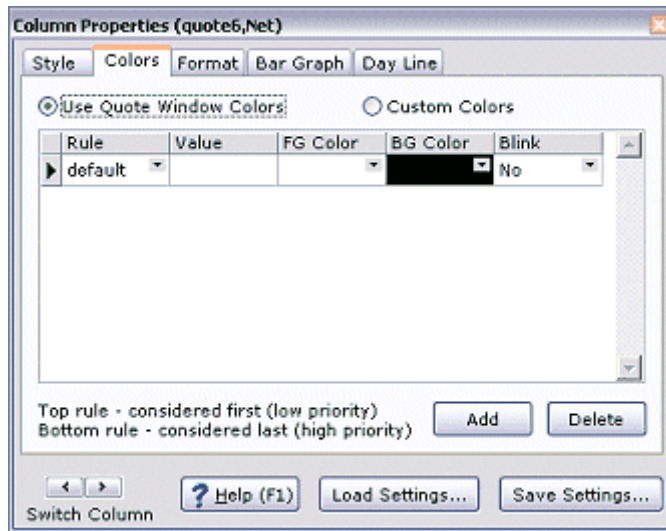 Column Properties (quote6,Net)
Style Colors Format Bar Graph Day Line
Use Quote Window Colors Custom Colors
Rule Value FG Color BG Color Blink
default No
Top rule - considered first (low priority)
Bottom rule - considered last (high priority)
Add Delete
Switch Column
? Help (F1) Load Settings... Save Settings...